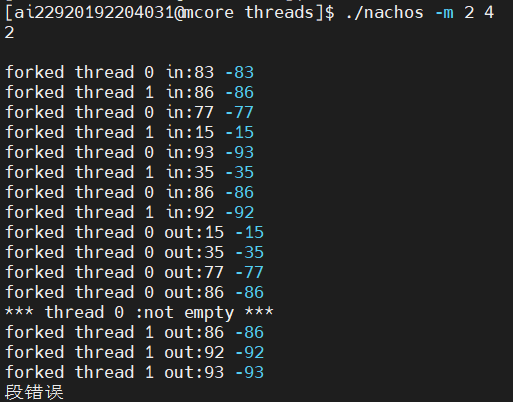 [ai22920192204031@mcore threads]$ ./nachos -m 2 4
2
forked thread 0 in:83 -83
forked thread 1 in:86 -86
forked thread 0 in:77 -77
forked thread 1 in:15 -15
forked thread 0 in:93 -93
forked thread 1 in:35 -35
forked thread 0 in:86 -86
forked thread 1 in:92 -92
forked thread 0 out:15 -15
forked thread 0 out:35 -35
forked thread 0 out:77 -77
forked thread 0 out:86 -86
*** thread 0 :not empty ***
forked thread 1 out:86 -86
forked thread 1 out:92 -92
forked thread 1 out:93 -93
段错误